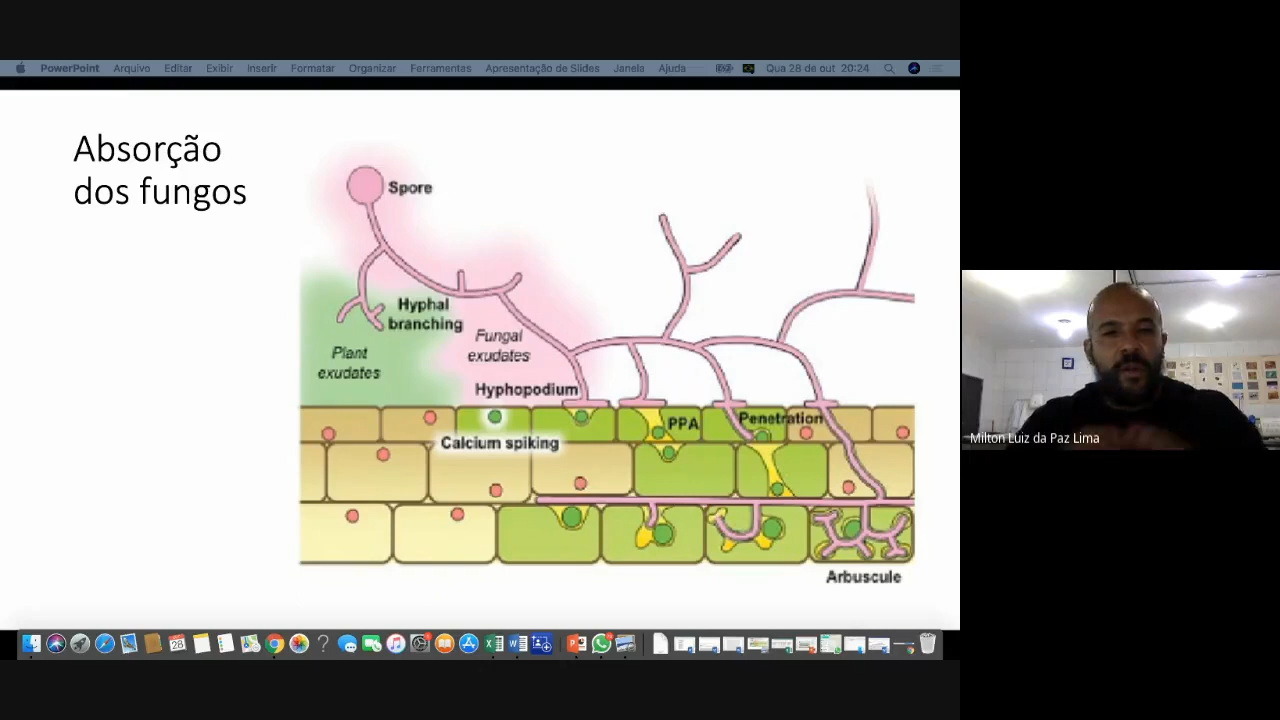 PowerPoint Arquivo Editar Exibir Inserir Formatar Organizar Ferramentas Apresentação de Slides Janela Ajuda Qua 28 de out 20:24
Absorção
dos fungos
Spore
Hyphal
branching
Fungal
exudates
Plant
exudates
Hyphopodium
PPA
Penetration
Calcium spiking
Arbuscule
Milton Luiz da Paz Lima
28